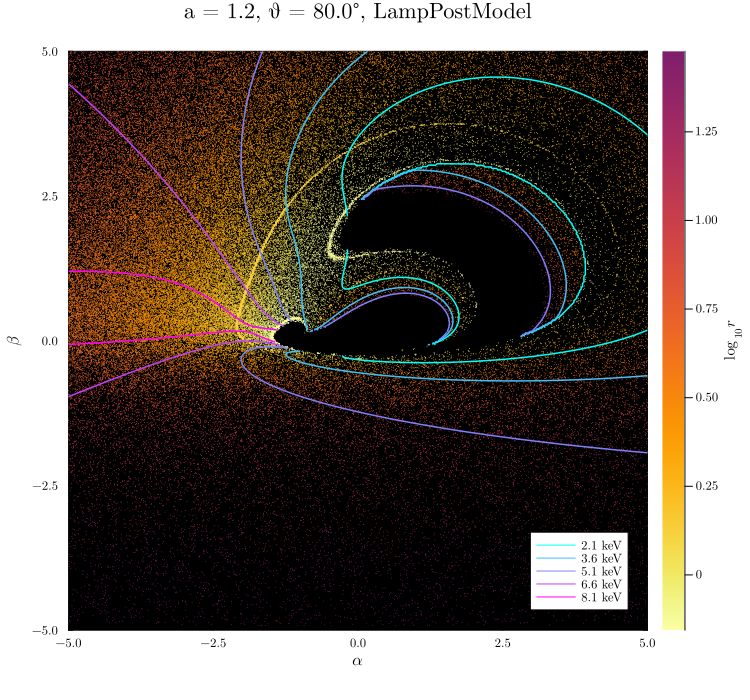 a = 1.2, ϑ = 80.0°, LampPostModel
5.0
2.5
0.0
−2.5
−5.0
β
−5.0
−2.5
0.0
2.5
5.0
α
2.1 keV
3.6 keV
5.1 keV
6.6 keV
8.1 keV
1.25
1.00
0.75
0.50
0.25
0
log₁₀r